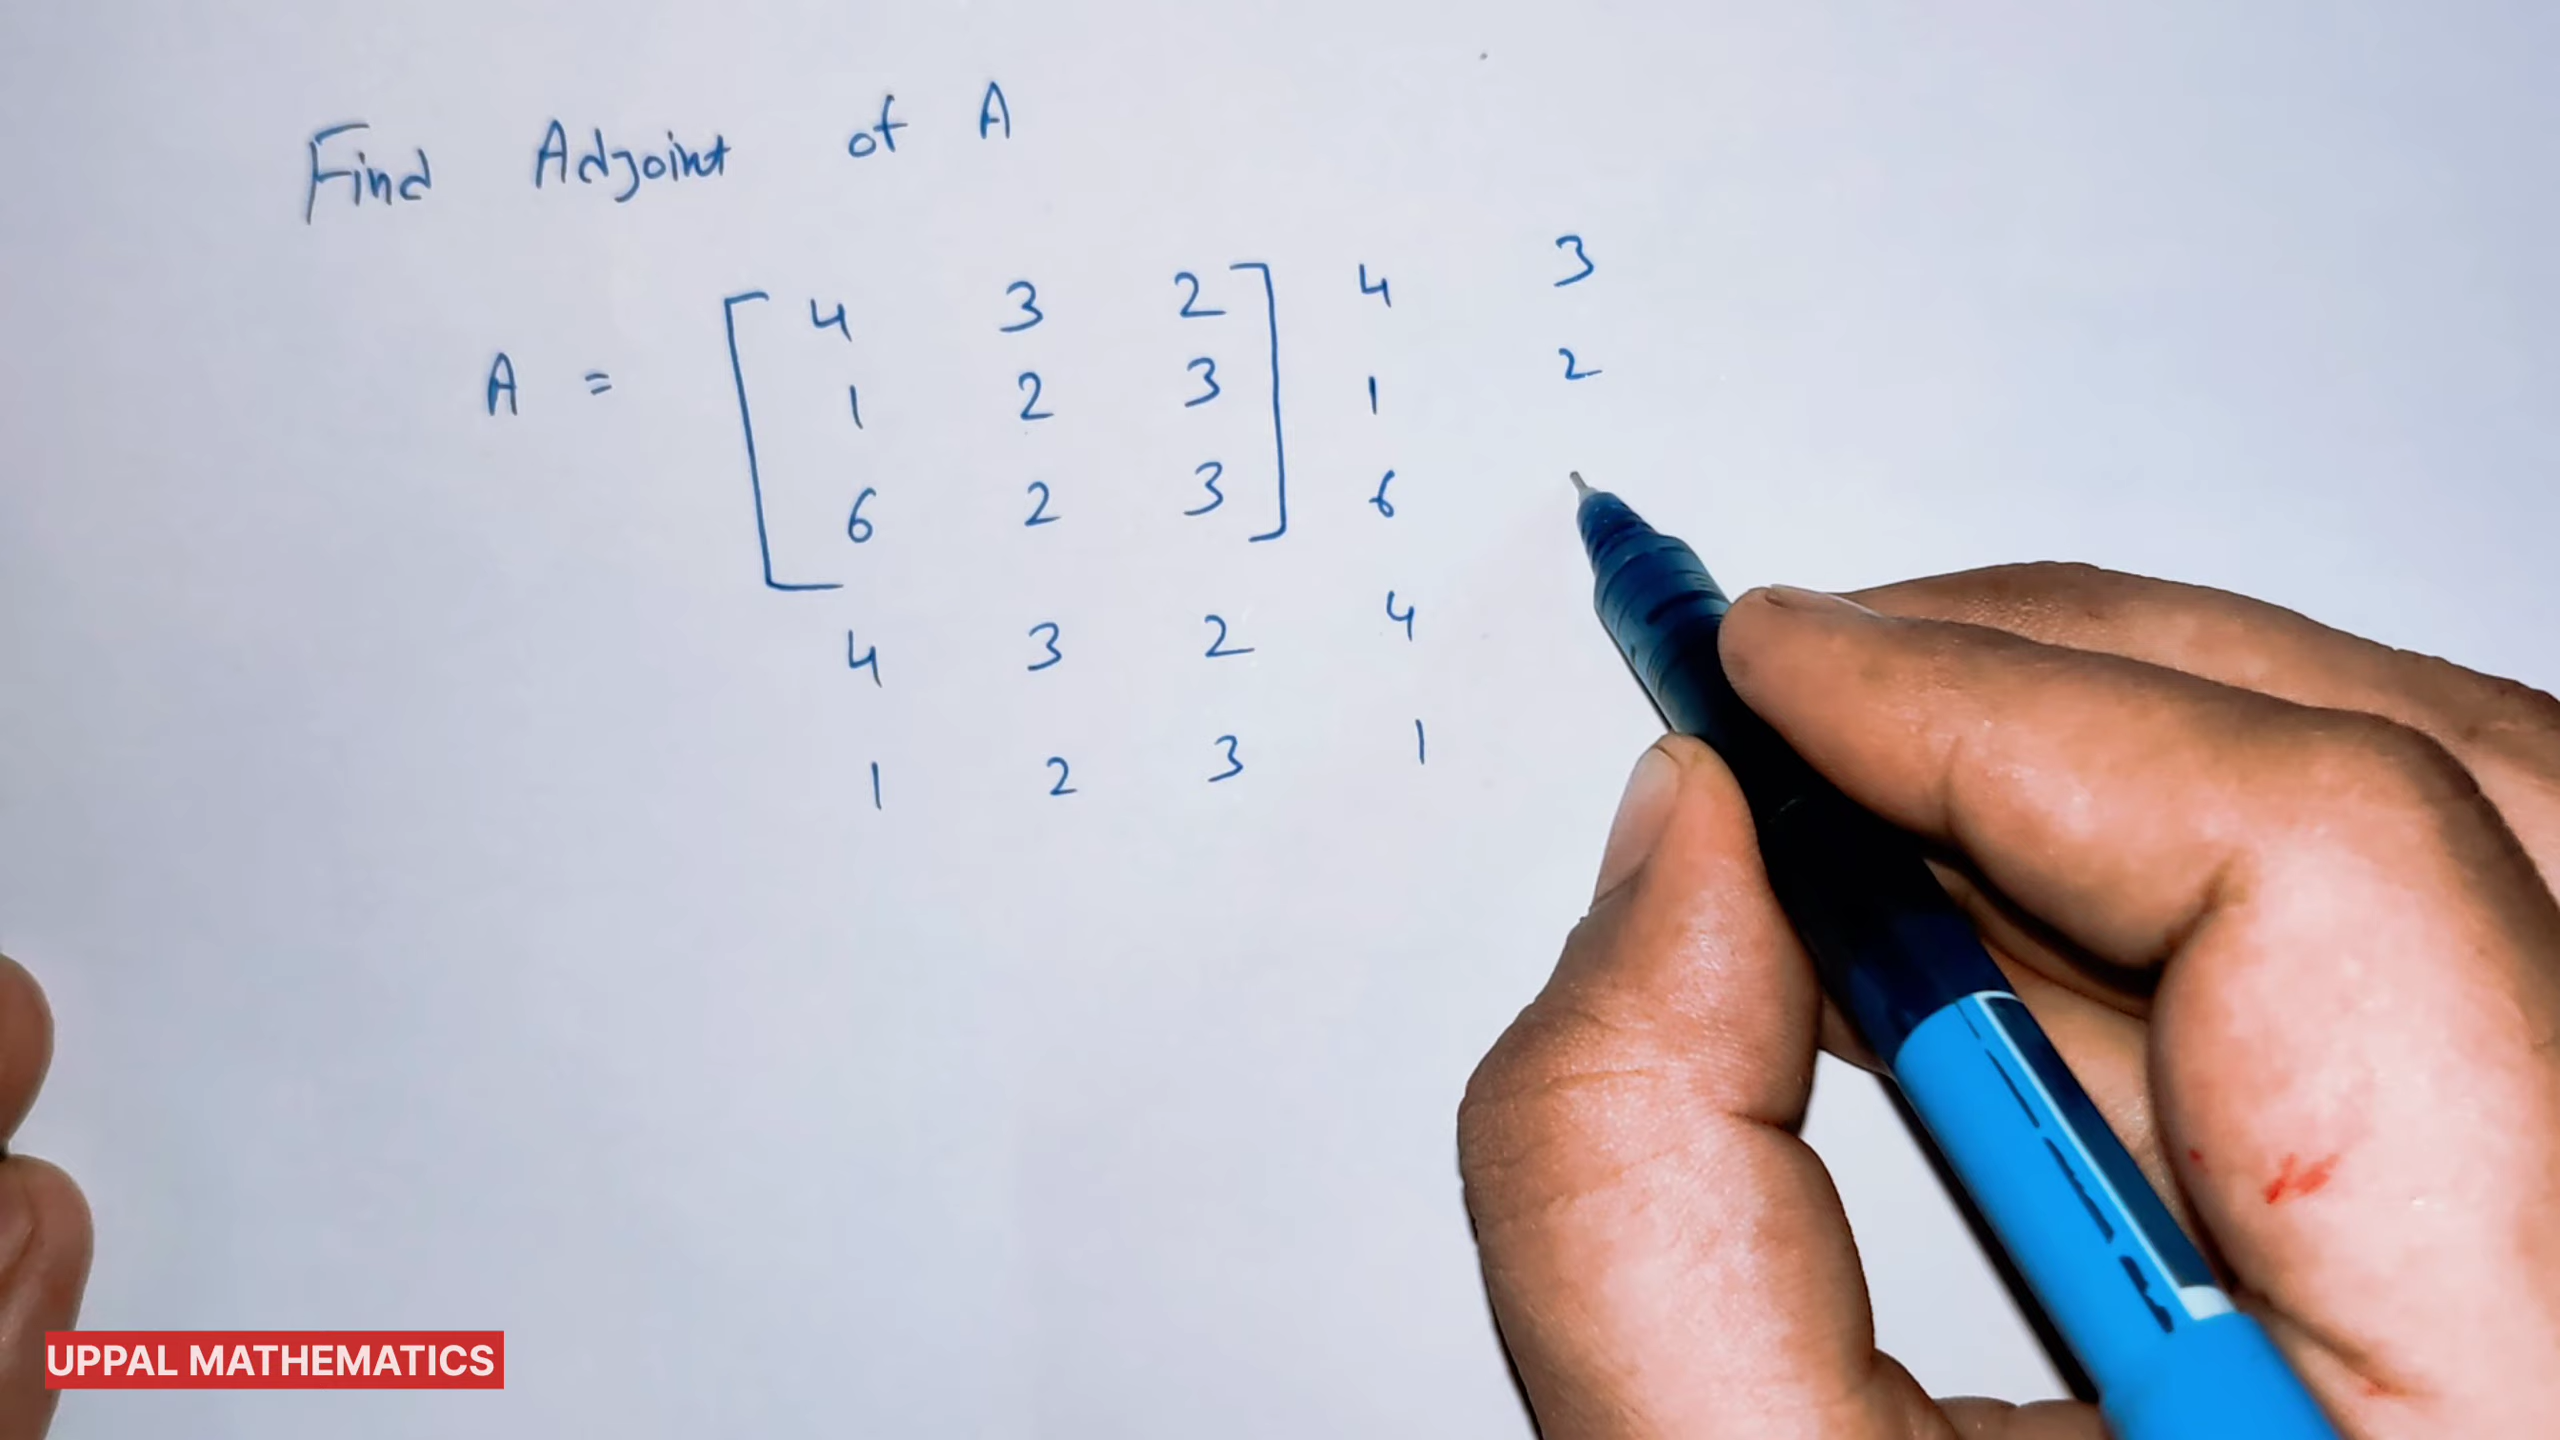 Find Adjoint of A
4 3 2 4 3
A = 1 2 3 1 2
6 2 3 6
4 3 2 4
1 2 3 1
UPPAL MATHEMATICS